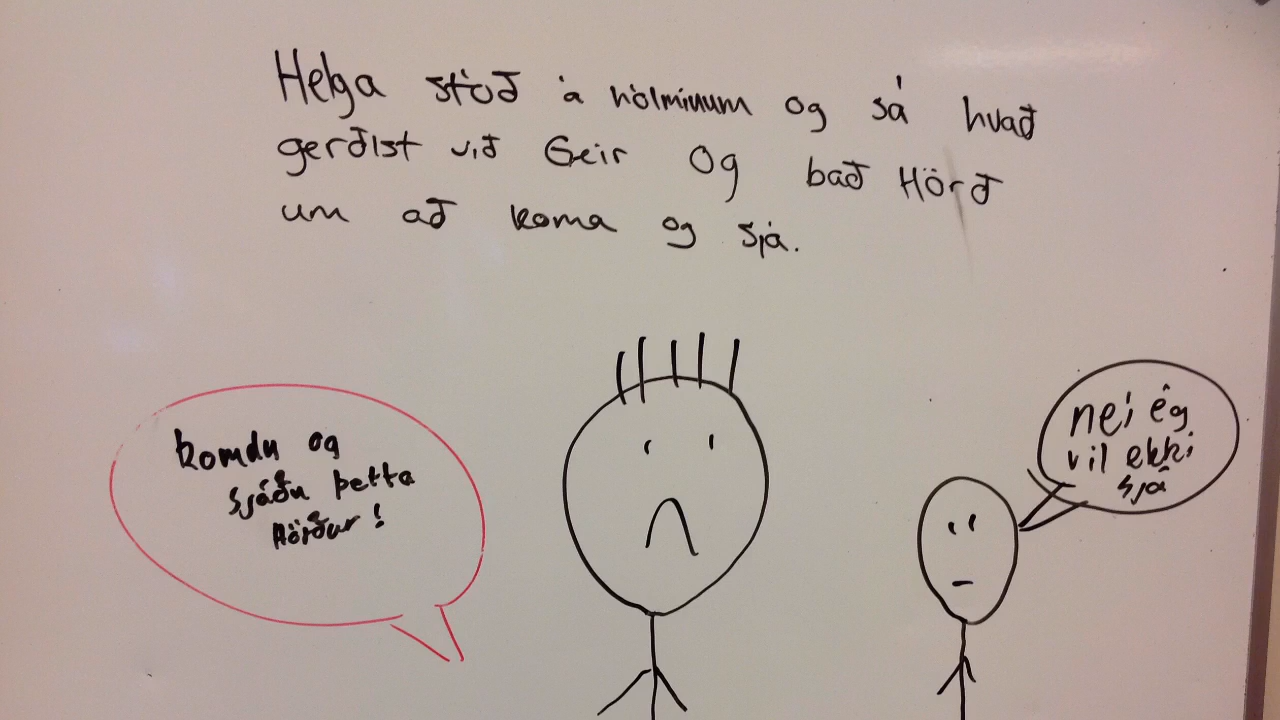 Helga stóð á hólminum og sá hvað
gerðist við Geir og bað Hörð
um að koma og sjá.
komdu og
sjáðu þetta
Hörður!
nei ég
vil ekki
sjá